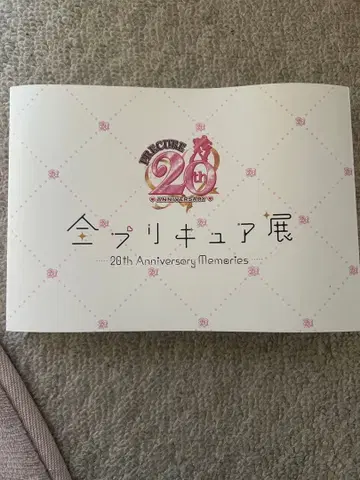 PRECURE
20th
ANNIVERSARY
全プリキュア展
20th Anniversary Memories